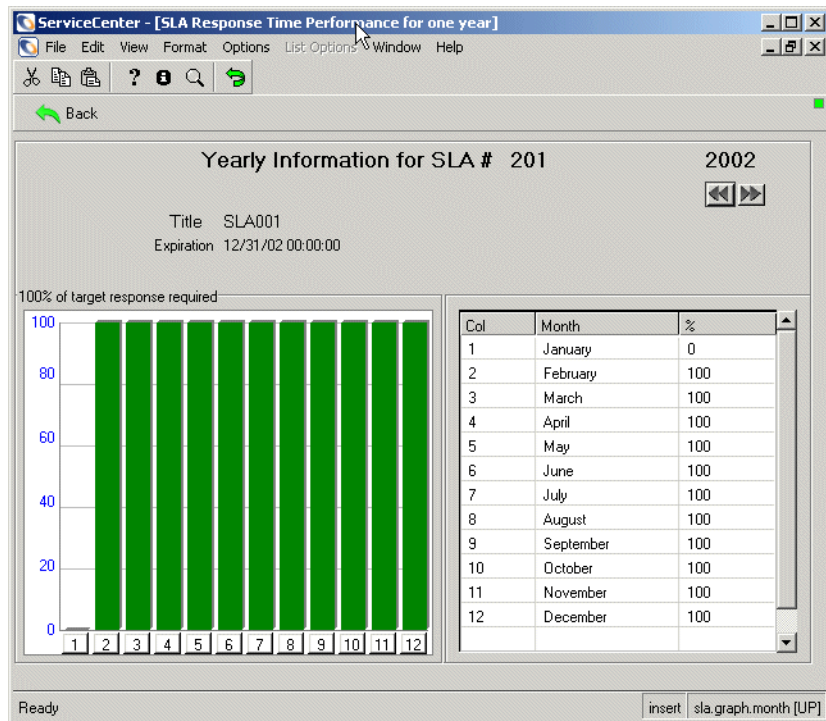 ServiceCenter - [SLA Response Time Performance for one year]
File Edit View Format Options List Options Window Help
Back
Yearly Information for SLA # 201 2002
Title SLA001
Expiration 12/31/02 00:00:00
100% of target response required
100
80
60
40
20
0
1 2 3 4 5 6 7 8 9 10 11 12
Col Month %
1 January 0
2 February 100
3 March 100
4 April 100
5 May 100
6 June 100
7 July 100
8 August 100
9 September 100
10 October 100
11 November 100
12 December 100
Ready insert sla.graph.month [UP]